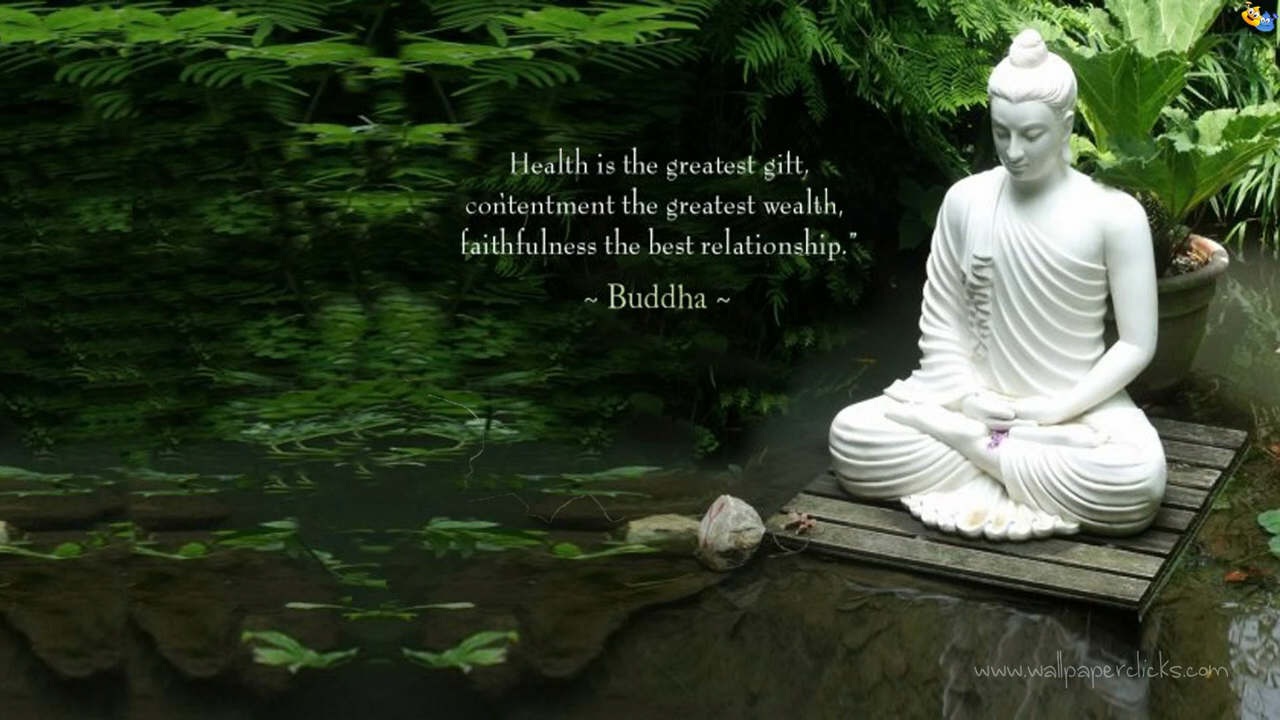 Health is the greatest gift,
contentment the greatest wealth,
faithfulness the best relationship.”
~ Buddha ~
www.wallpaperclicks.com